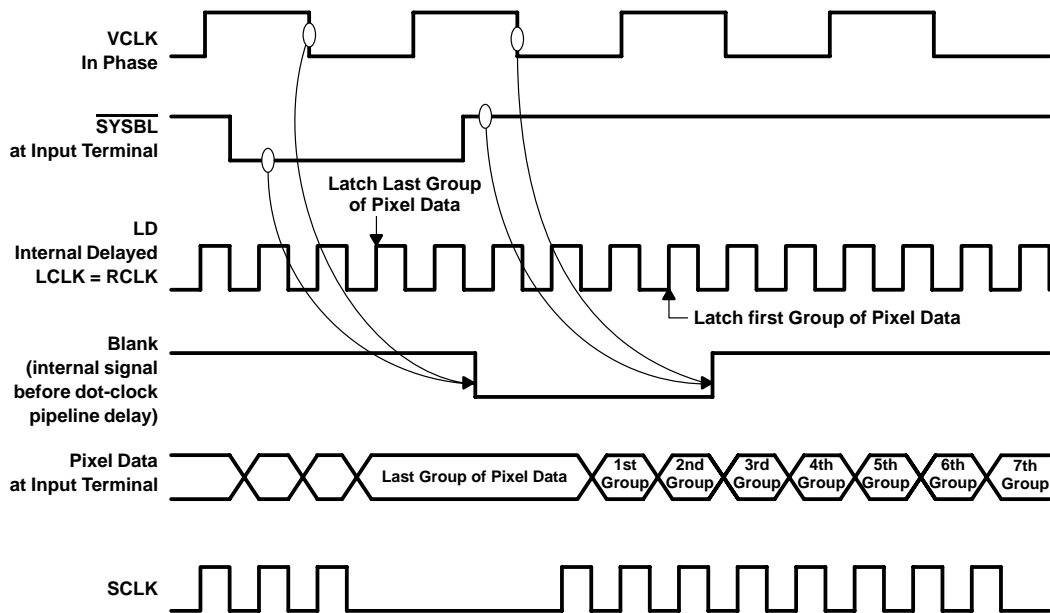 VCLK
In Phase
SYSBL
at Input Terminal
Latch Last Group
of Pixel Data
LD
Internal Delayed
LCLK = RCLK
Latch first Group of Pixel Data
Blank
(internal signal
before dot-clock
pipeline delay)
Pixel Data
at Input Terminal
Last Group of Pixel Data
1st
Group
2nd
Group
3rd
Group
4th
Group
5th
Group
6th
Group
7th
Group
SCLK